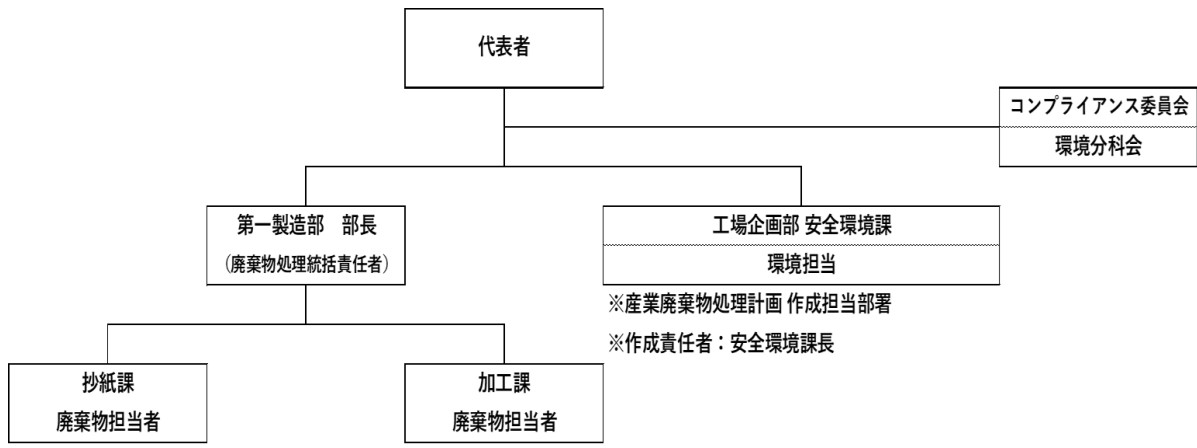 代表者
コンプライアンス委員会
環境分科会
第一製造部　部長
（廃棄物処理統括責任者）
工場企画部 安全環境課
環境担当
※産業廃棄物処理計画 作成担当部署
※作成責任者：安全環境課長
抄紙課
廃棄物担当者
加工課
廃棄物担当者